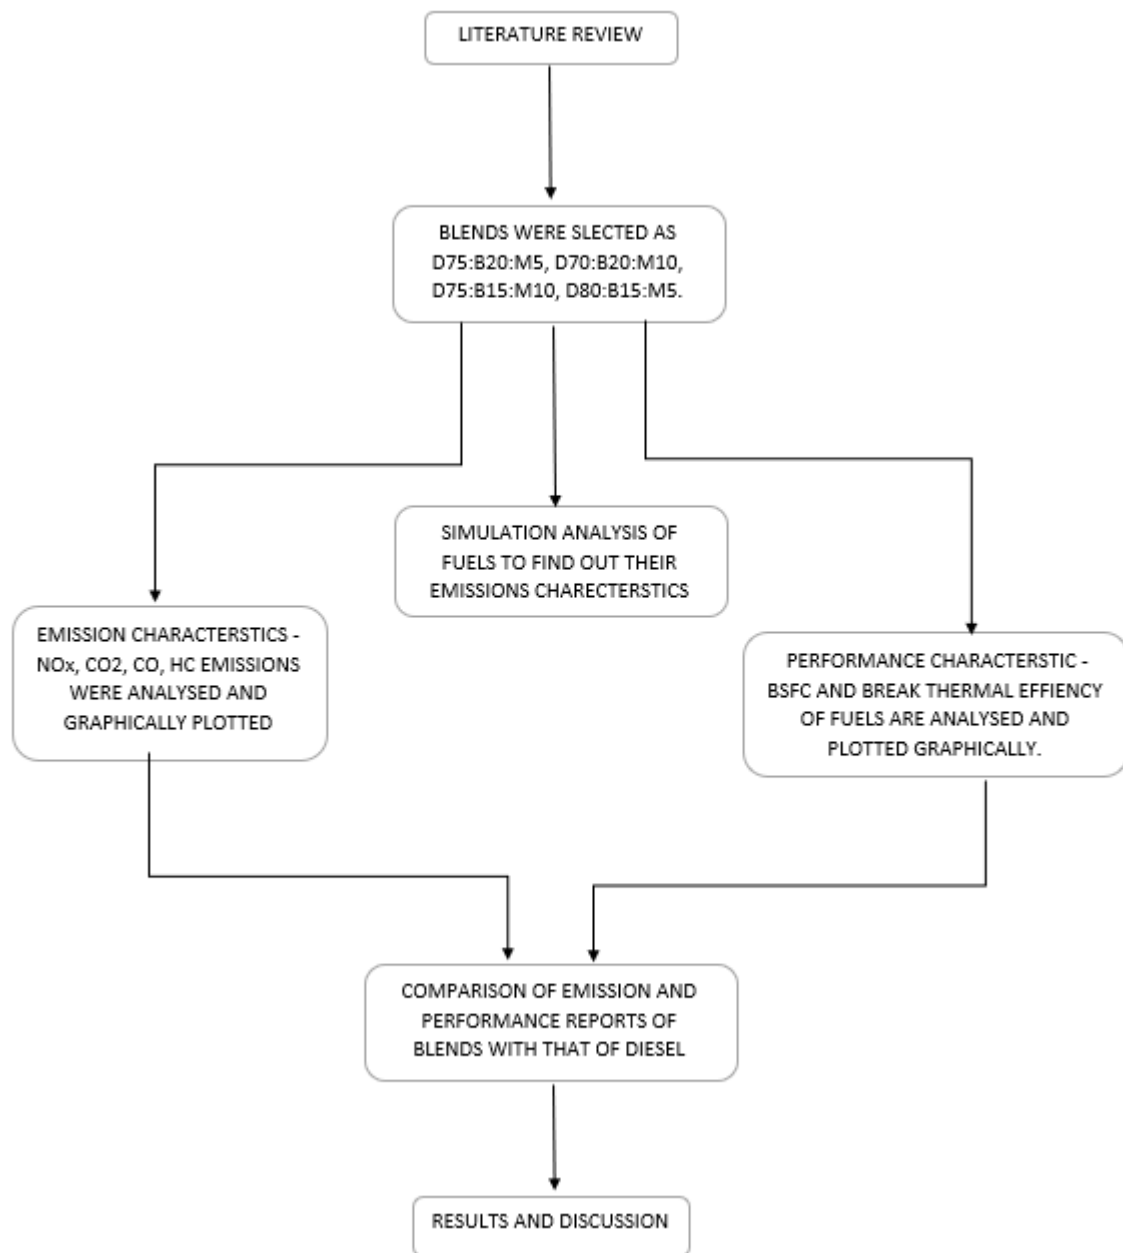 LITERATURE REVIEW
BLENDS WERE SLECTED AS
D75:B20:M5, D70:B20:M10,
D75:B15:M10, D80:B15:M5.
SIMULATION ANALYSIS OF
FUELS TO FIND OUT THEIR
EMISSIONS CHARECTERSTICS
EMISSION CHARACTERSTICS -
NOx, CO2, CO, HC EMISSIONS
WERE ANALYSED AND
GRAPHICALLY PLOTTED
PERFORMANCE CHARACTERSTIC -
BSFC AND BREAK THERMAL EFFIENCY
OF FUELS ARE ANALYSED AND
PLOTTED GRAPHICALLY.
COMPARISON OF EMISSION AND
PERFORMANCE REPORTS OF
BLENDS WITH THAT OF DIESEL
RESULTS AND DISCUSSION